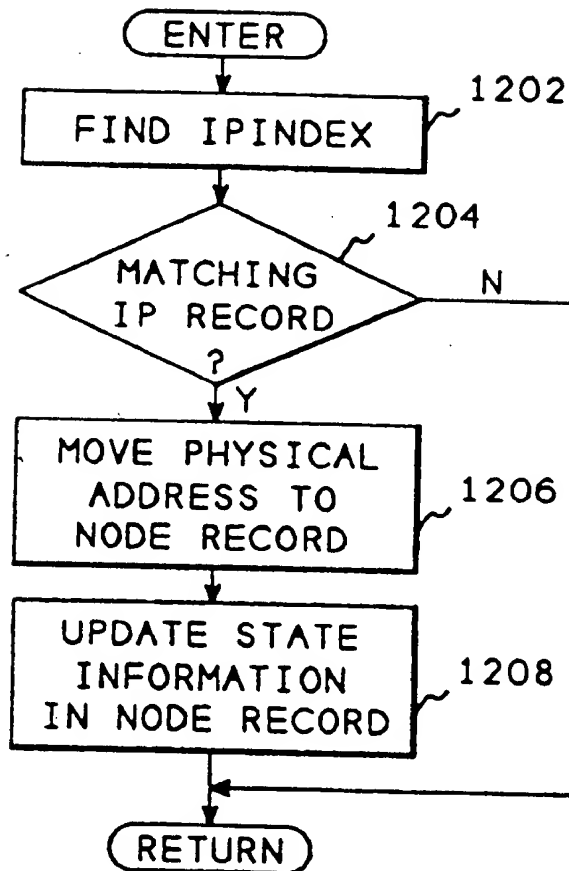 ENTER
1202
FIND IPINDEX
1204
MATCHING
IP RECORD
?
N
Y
MOVE PHYSICAL
ADDRESS TO
NODE RECORD
1206
UPDATE STATE
INFORMATION
IN NODE RECORD
1208
RETURN